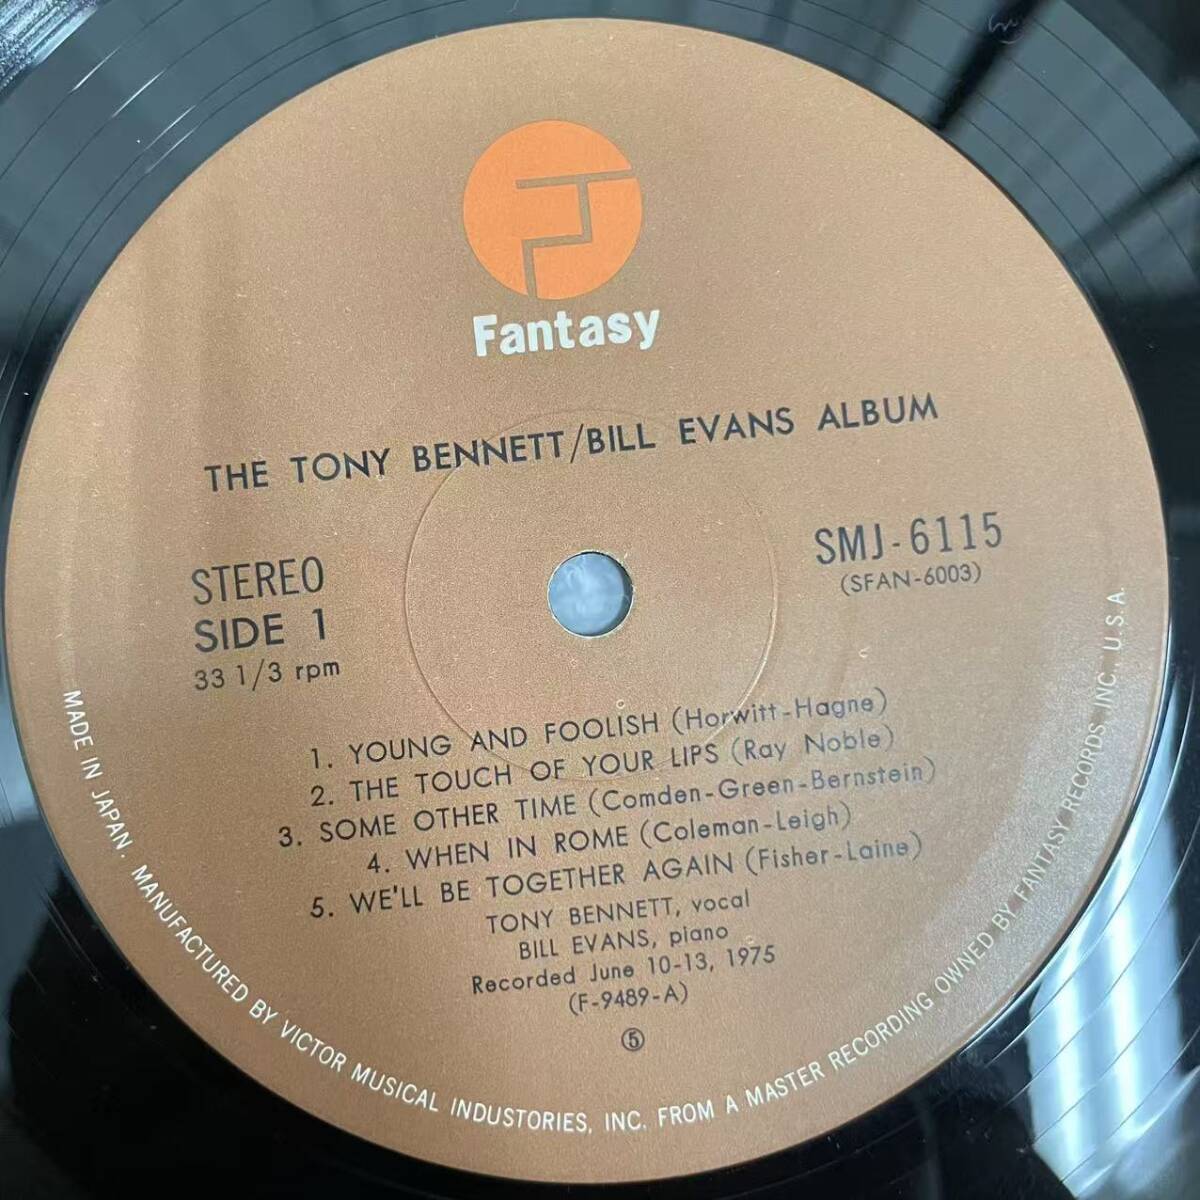 Fantasy
THE TONY BENNETT/BILL EVANS ALBUM
STEREO
SIDE 1
33 1/3 rpm
SMJ-6115
(SFAN-6003)
1. YOUNG AND FOOLISH (Horwitt-Hagne)
2. THE TOUCH OF YOUR LIPS (Ray Noble)
3. SOME OTHER TIME (Comden-Green-Bernstein)
4. WHEN IN ROME (Coleman-Leigh)
5. WE'LL BE TOGETHER AGAIN (Fisher-Laine)
TONY BENNETT, vocal
BILL EVANS, piano
Recorded June 10-13, 1975
(F-9489-A)
⑤
MADE IN JAPAN. MANUFACTURED BY VICTOR MUSICAL INDUSTORIES, INC. FROM A MASTER RECORDING OWNED BY FANTASY RECORDS, INC., U.S.A.